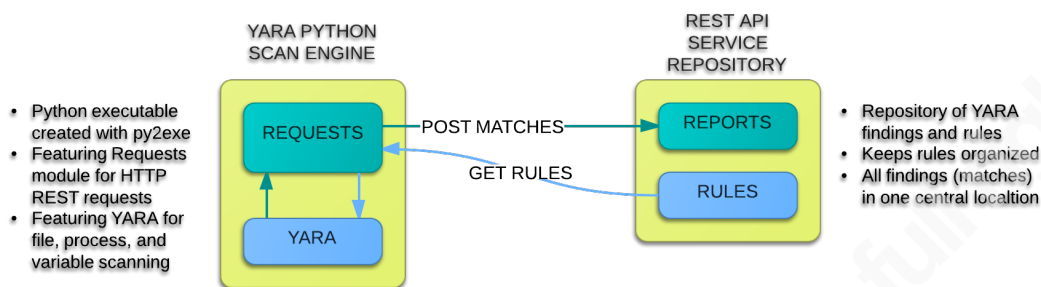 YARA PYTHON
SCAN ENGINE
REST API
SERVICE
REPOSITORY
• Python executable
created with py2exe
• Featuring Requests
module for HTTP
REST requests
• Featuring YARA for
file, process, and
variable scanning
REQUESTS
YARA
POST MATCHES
GET RULES
REPORTS
RULES
• Repository of YARA
findings and rules
• Keeps rules organized
• All findings (matches)
in one central localtion